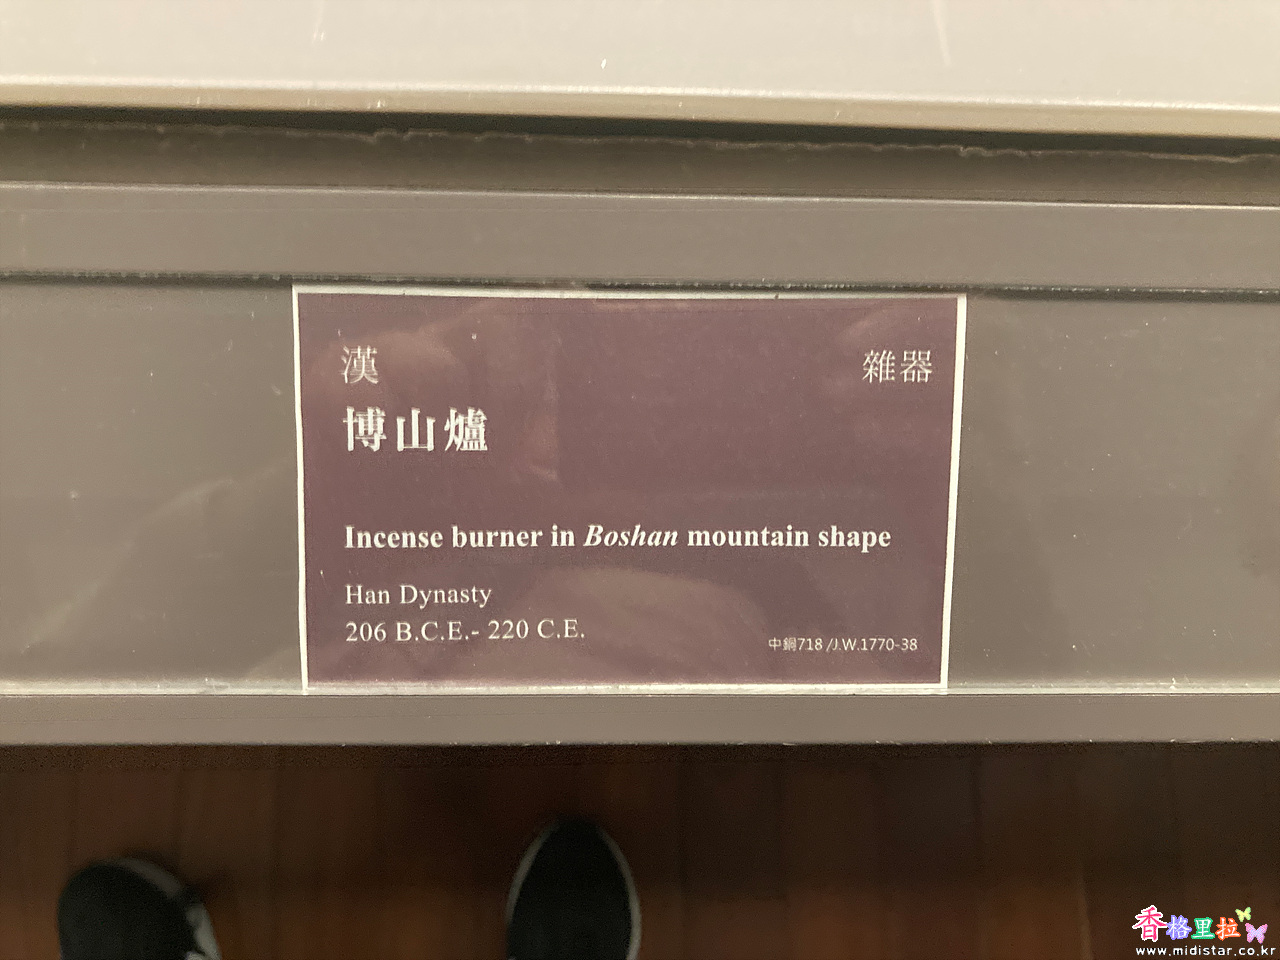 漢 雜器
博山爐
Incense burner in Boshan mountain shape
Han Dynasty
206 B.C.E.- 220 C.E.
中銅718 /J.W.1770-38
香格里拉
www.midistar.co.kr